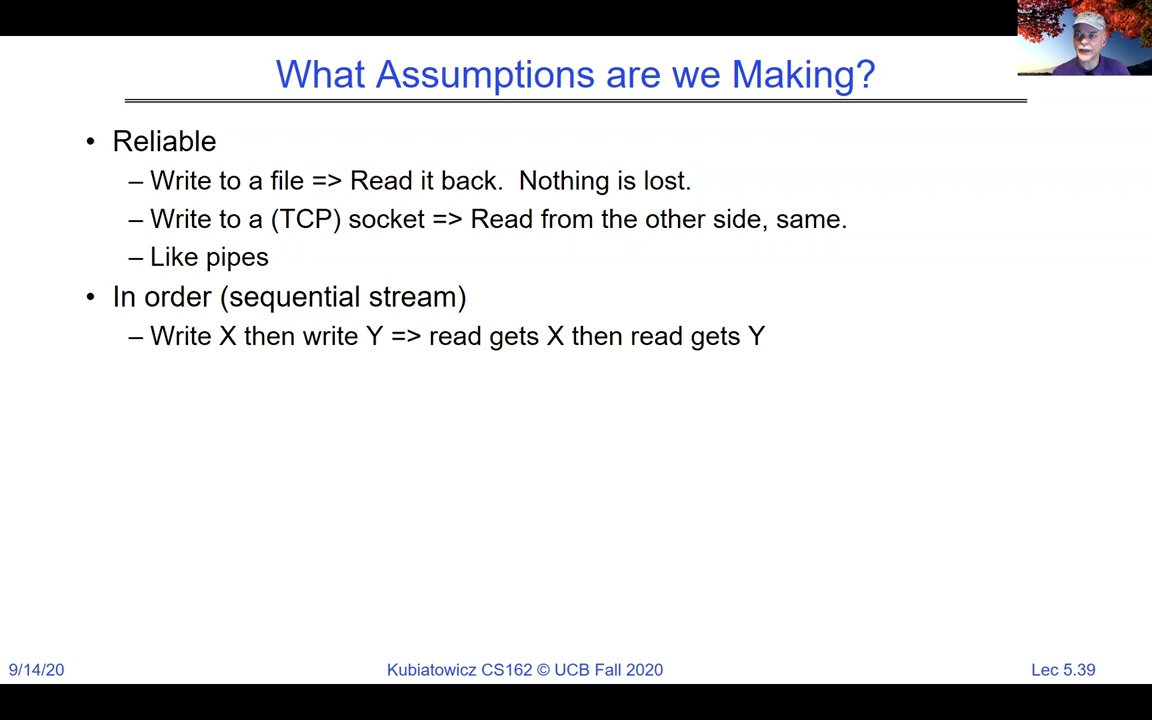 What Assumptions are we Making?
• Reliable
– Write to a file => Read it back. Nothing is lost.
– Write to a (TCP) socket => Read from the other side, same.
– Like pipes
• In order (sequential stream)
– Write X then write Y => read gets X then read gets Y
9/14/20
Kubiatowicz CS162 © UCB Fall 2020
Lec 5.39